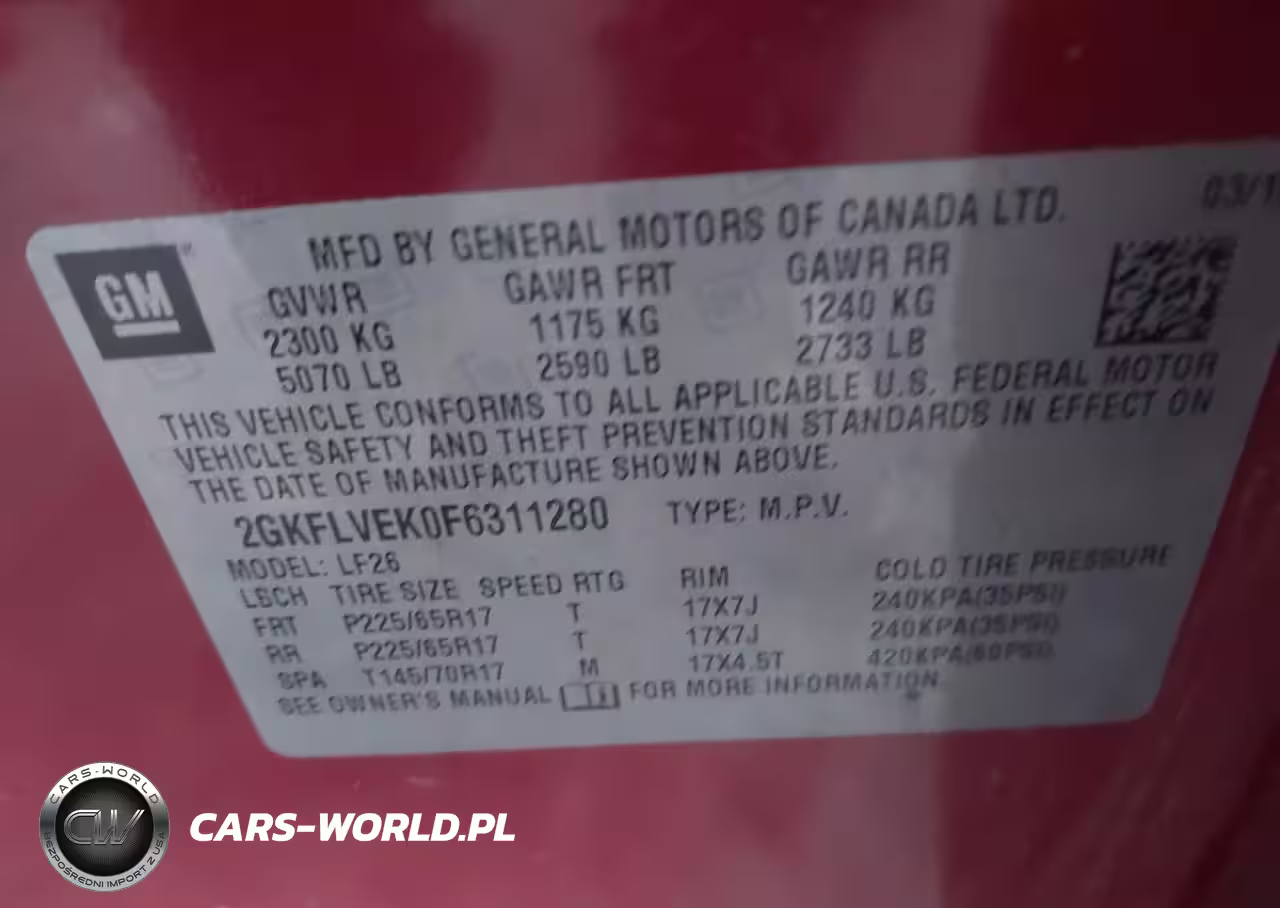 MFD BY GENERAL MOTORS OF CANADA LTD.
03/1
GM
GVWR GAWR FRT GAWR RR
2300 KG 1175 KG 1240 KG
5070 LB 2590 LB 2733 LB
THIS VEHICLE CONFORMS TO ALL APPLICABLE U.S. FEDERAL MOTOR
VEHICLE SAFETY AND THEFT PREVENTION STANDARDS IN EFFECT ON
THE DATE OF MANUFACTURE SHOWN ABOVE.
2GKFLVEK0F6311280 TYPE: M.P.V.
MODEL: LF26
LSCH TIRE SIZE SPEED RTG RIM COLD TIRE PRESSURE
FRT P225/65R17 T 17X7J 240KPA(35PSI)
RR P225/65R17 T 17X7J 240KPA(35PSI)
SPA T145/70R17 M 17X4.5T 420KPA(60PSI)
SEE OWNER'S MANUAL FOR MORE INFORMATION
CARS-WORLD
CW
BEZPOŚREDNI IMPORT Z USA
CARS-WORLD.PL